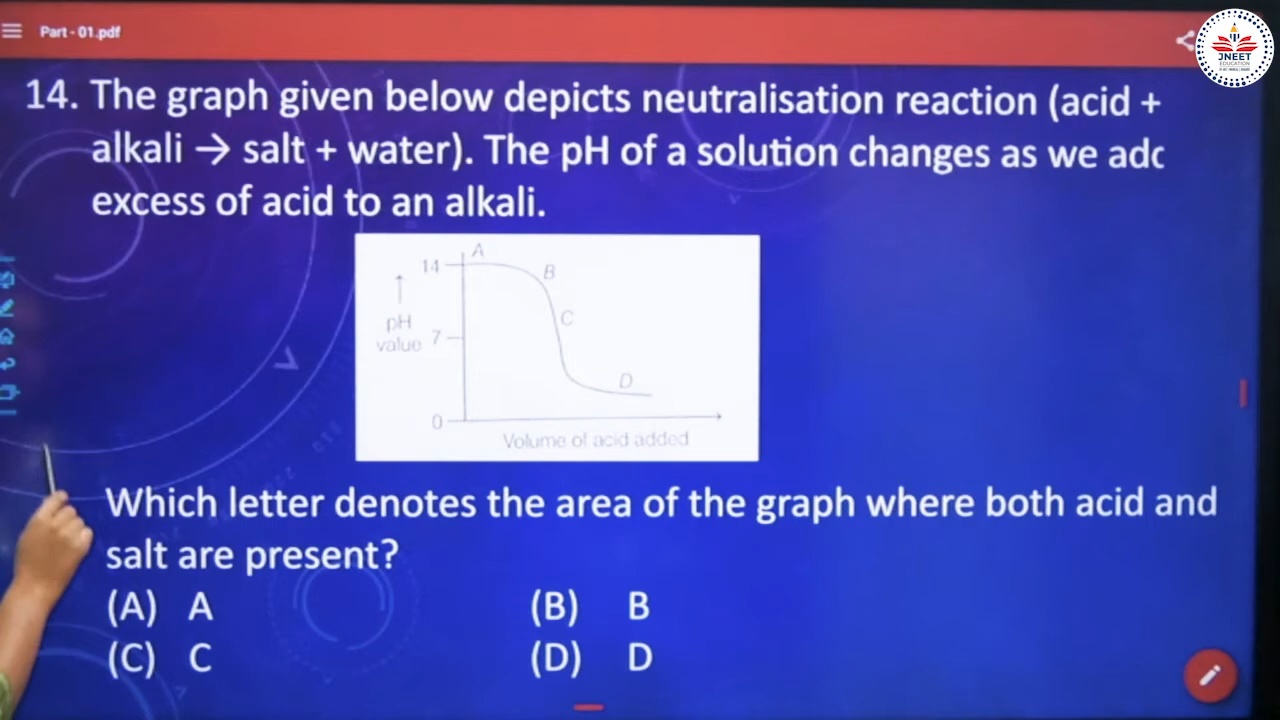 Part - 01.pdf
JNEET
EDUCATION
14. The graph given below depicts neutralisation reaction (acid +
alkali → salt + water). The pH of a solution changes as we adc
excess of acid to an alkali.
A
14
B
C
pH
value
7
D
0
Volume of acid added
Which letter denotes the area of the graph where both acid and
salt are present?
(A) A
(B) B
(C) C
(D) D